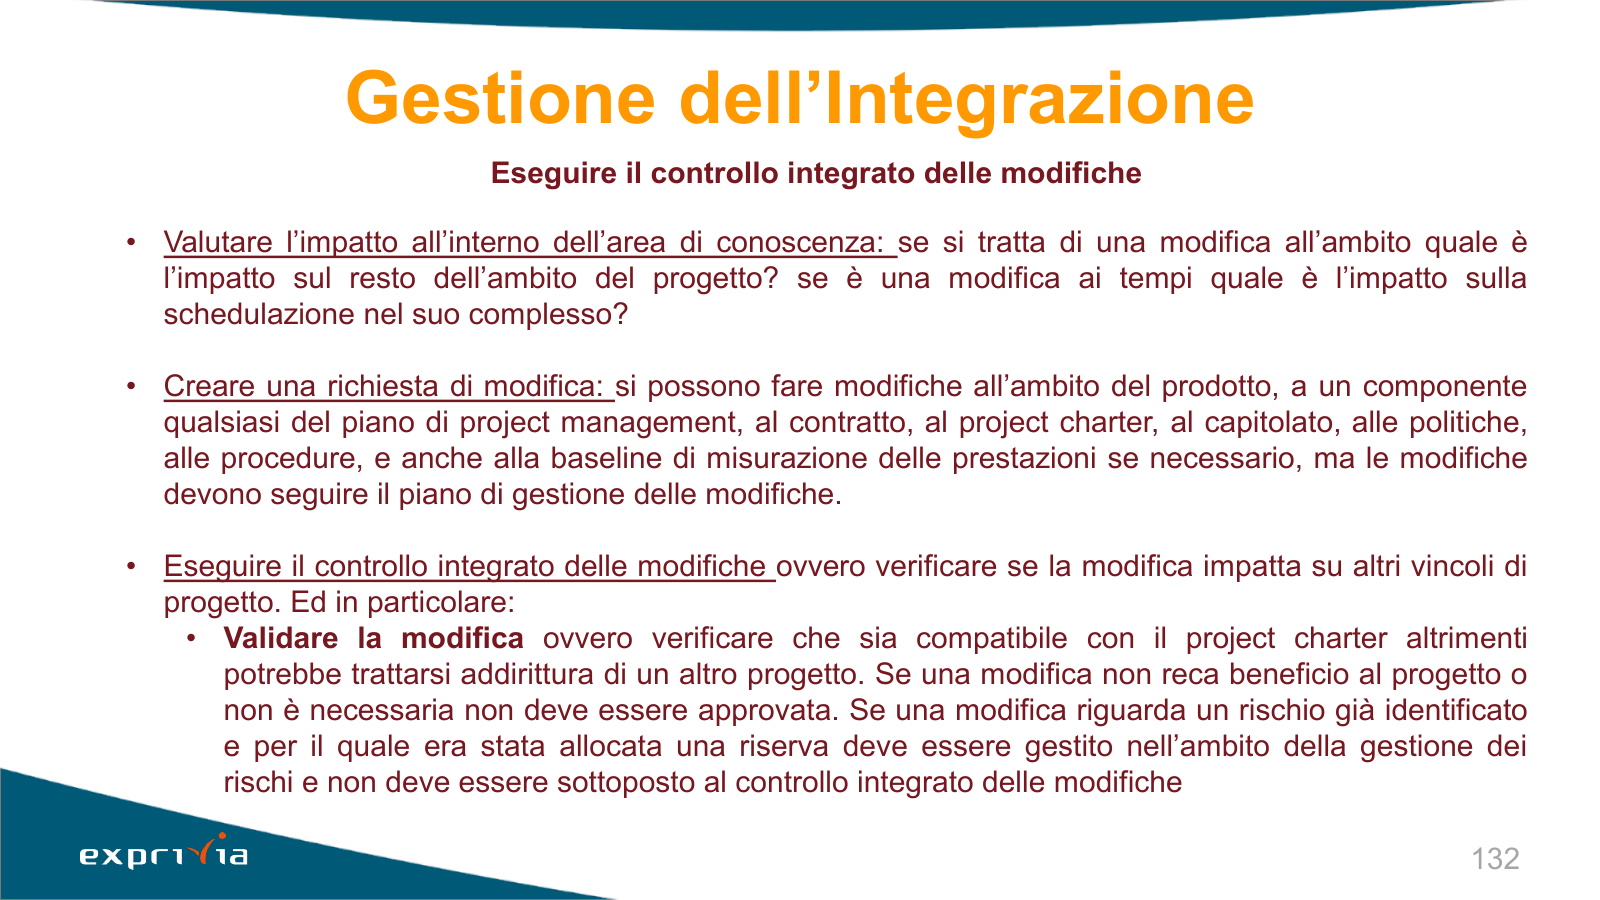 Gestione dell’Integrazione
Eseguire il controllo integrato delle modifiche
• Valutare l’impatto all’interno dell’area di conoscenza: se si tratta di una modifica all’ambito quale è
l’impatto sul resto dell’ambito del progetto? se è una modifica ai tempi quale è l’impatto sulla
schedulazione nel suo complesso?
• Creare una richiesta di modifica: si possono fare modifiche all’ambito del prodotto, a un componente
qualsiasi del piano di project management, al contratto, al project charter, al capitolato, alle politiche,
alle procedure, e anche alla baseline di misurazione delle prestazioni se necessario, ma le modifiche
devono seguire il piano di gestione delle modifiche.
• Eseguire il controllo integrato delle modifiche ovvero verificare se la modifica impatta su altri vincoli di
progetto. Ed in particolare:
• Validare la modifica ovvero verificare che sia compatibile con il project charter altrimenti
potrebbe trattarsi addirittura di un altro progetto. Se una modifica non reca beneficio al progetto o
non è necessaria non deve essere approvata. Se una modifica riguarda un rischio già identificato
e per il quale era stata allocata una riserva deve essere gestito nell’ambito della gestione dei
rischi e non deve essere sottoposto al controllo integrato delle modifiche
exprivia
132